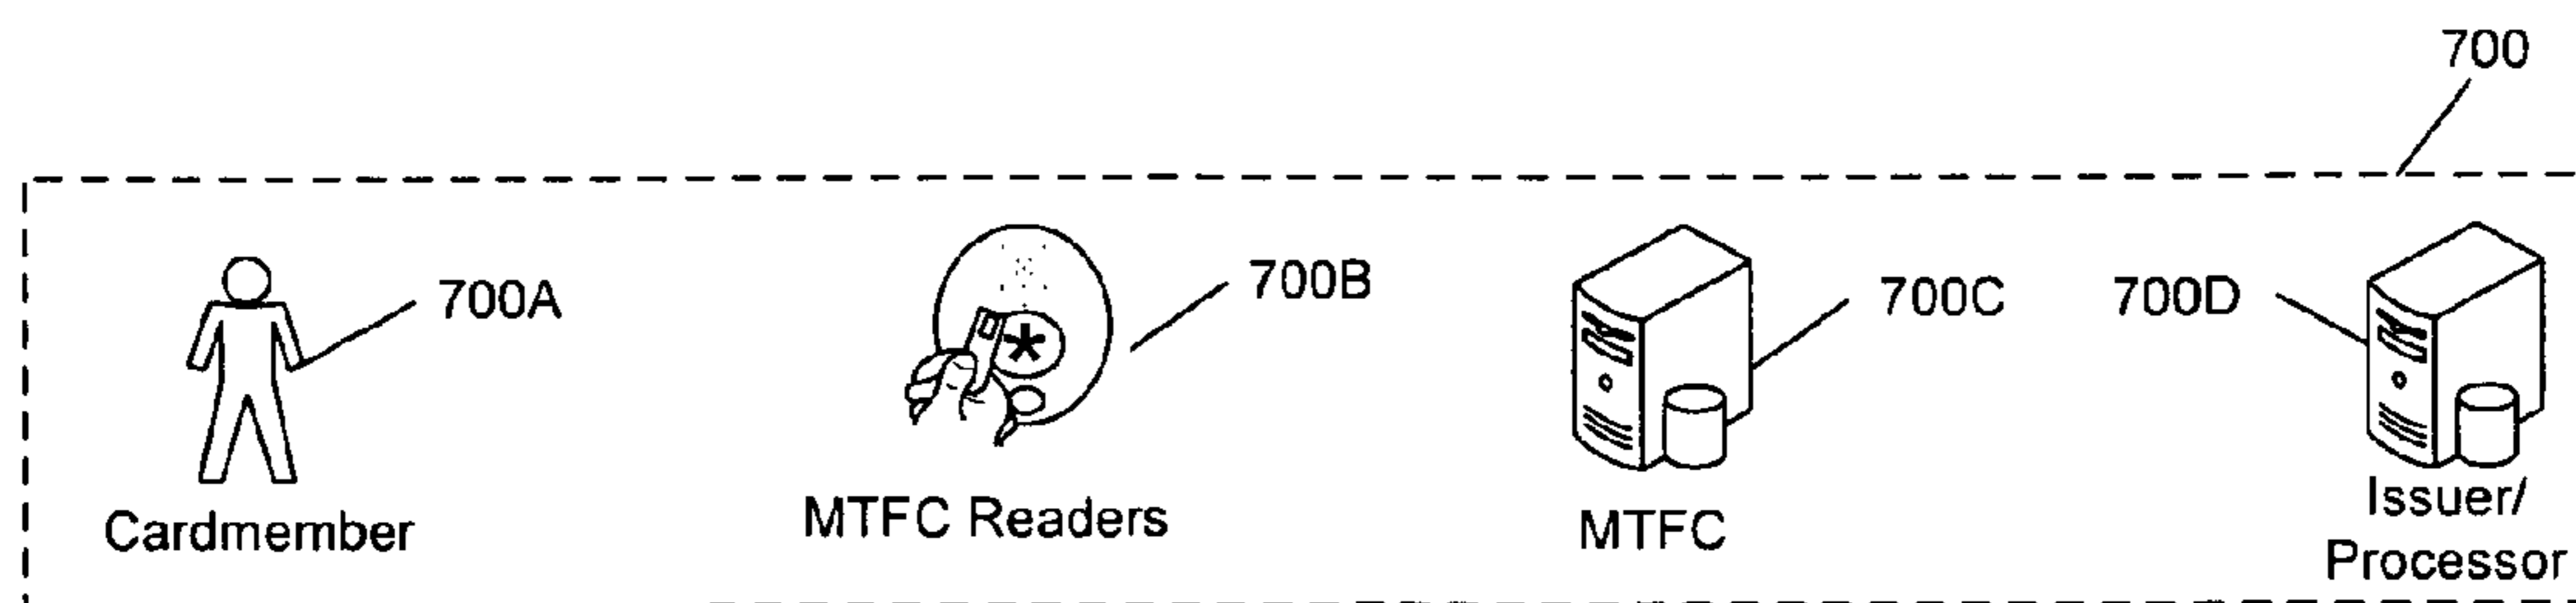 700
700A
700B
700C
700D
*
Cardmember
MTFC Readers
MTFC
Issuer/
Processor